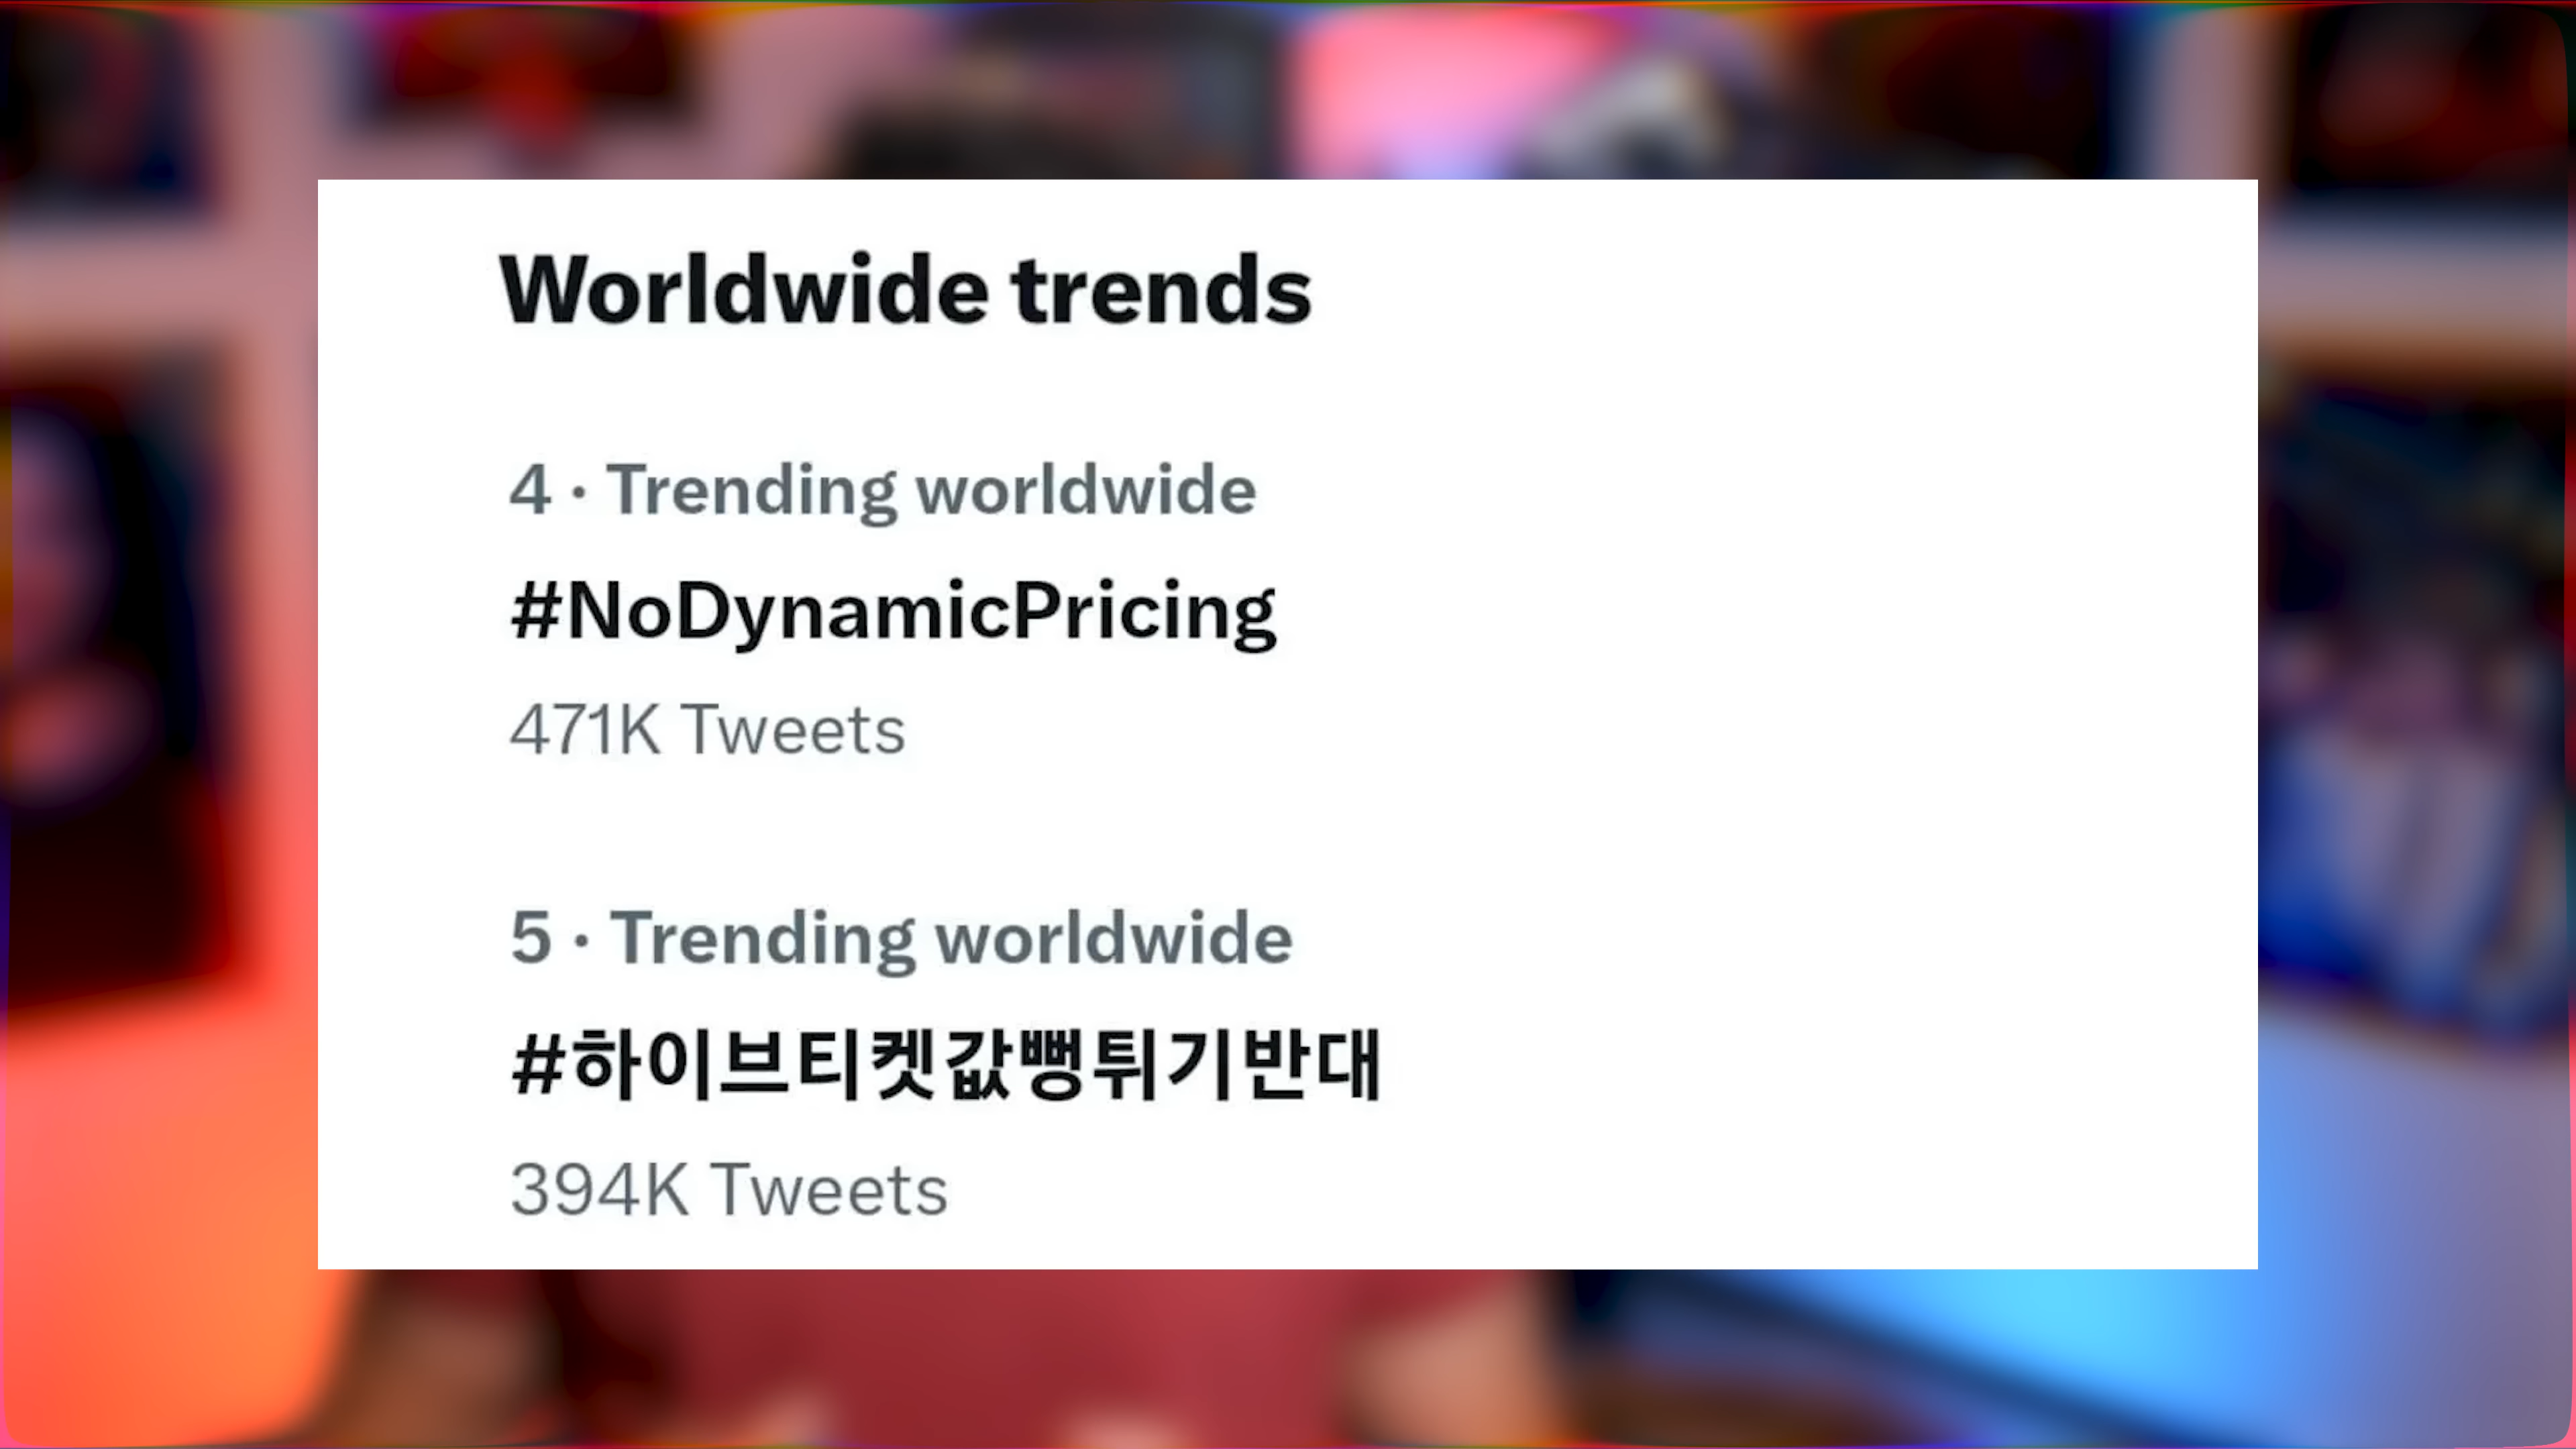 Worldwide trends
4 · Trending worldwide
#NoDynamicPricing
471K Tweets
5 · Trending worldwide
#하이브티켓값뻥튀기반대
394K Tweets